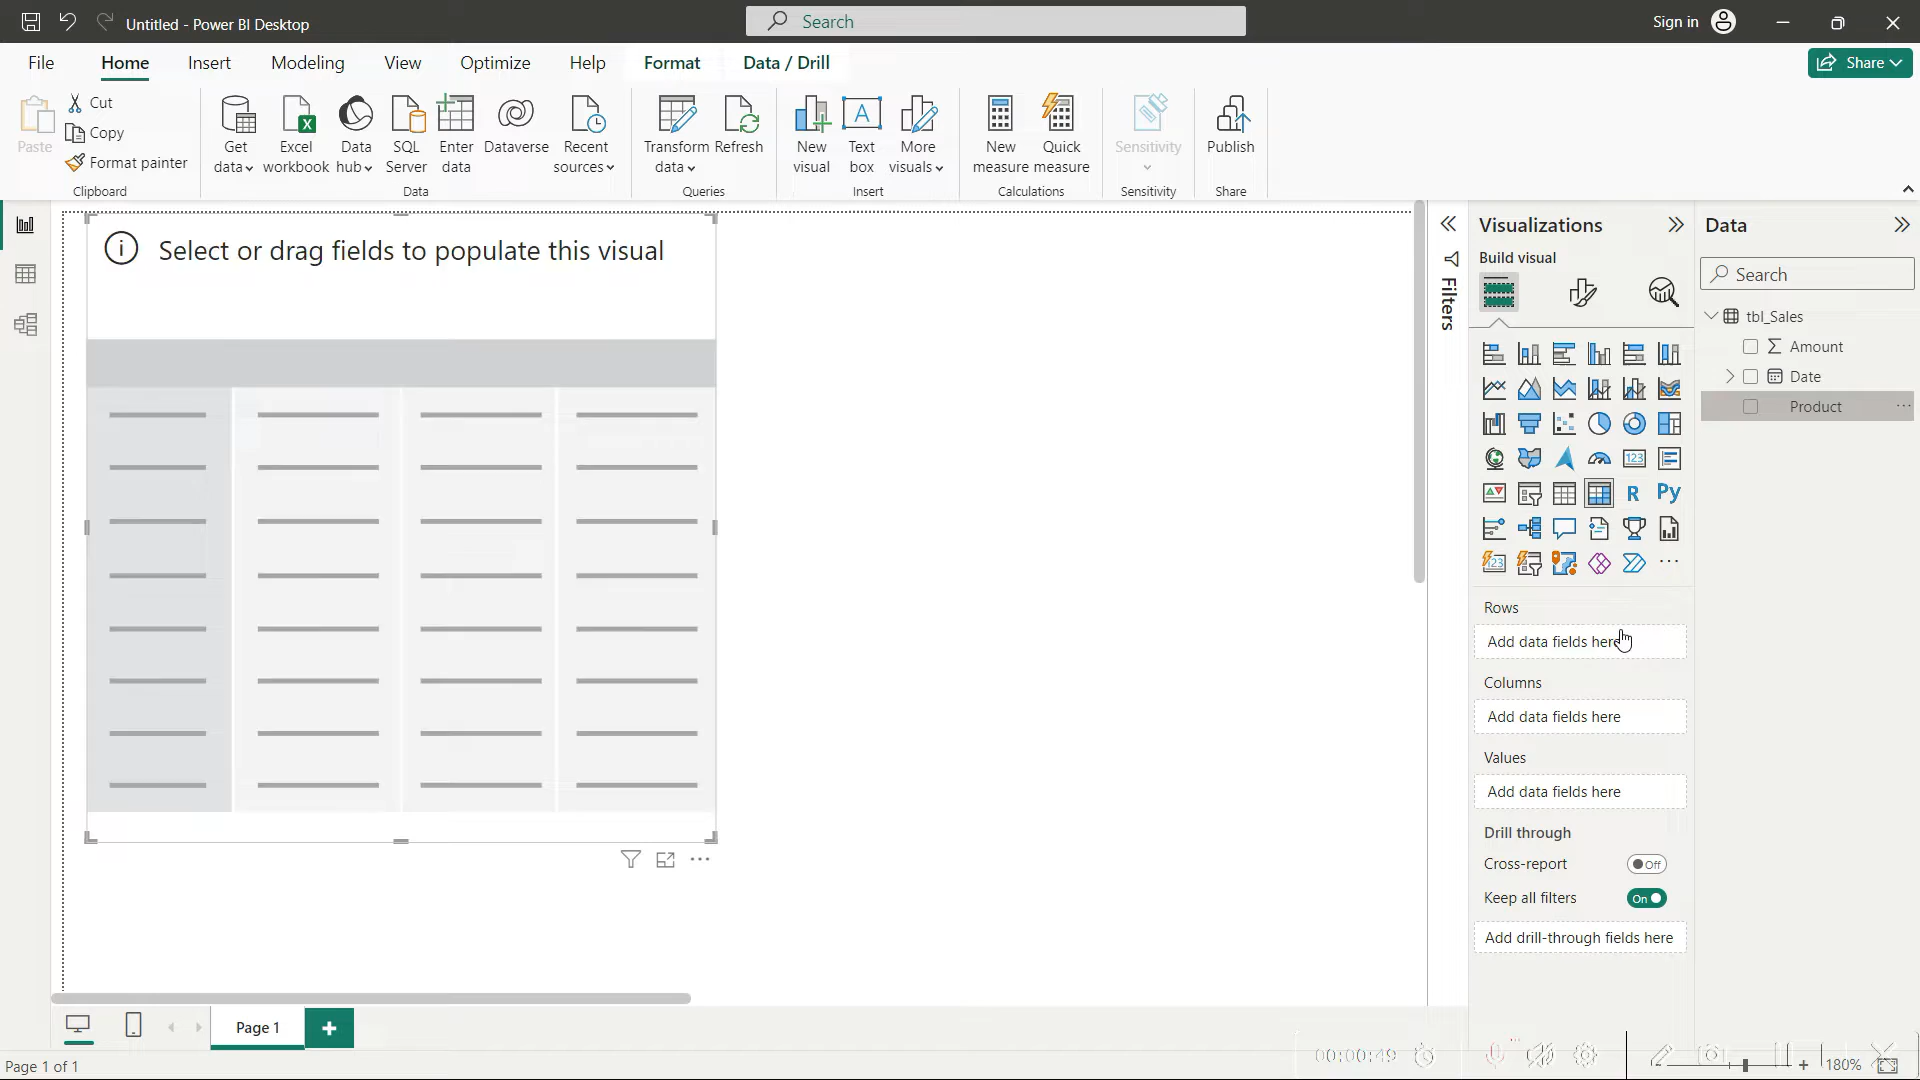 Untitled - Power BI Desktop
Search
Sign in
File
Home
Insert
Modeling
View
Optimize
Help
Format
Data / Drill
Share
Paste
Cut
Copy
Format painter
Clipboard
Get data
Excel workbook
Data hub
SQL Server
Enter data
Dataverse
Recent sources
Data
Transform data
Refresh
Queries
New visual
Text box
More visuals
Insert
New measure
Quick measure
Calculations
Sensitivity
Sensitivity
Publish
Share
Select or drag fields to populate this visual
Filters
Visualizations
Build visual
123
R
Py
123
Rows
Add data fields here
Columns
Add data fields here
Values
Add data fields here
Drill through
Cross-report
Off
Keep all filters
On
Add drill-through fields here
Data
Search
tbl_Sales
Σ Amount
Date
Product
Page 1
Page 1 of 1
00:00:49
180%